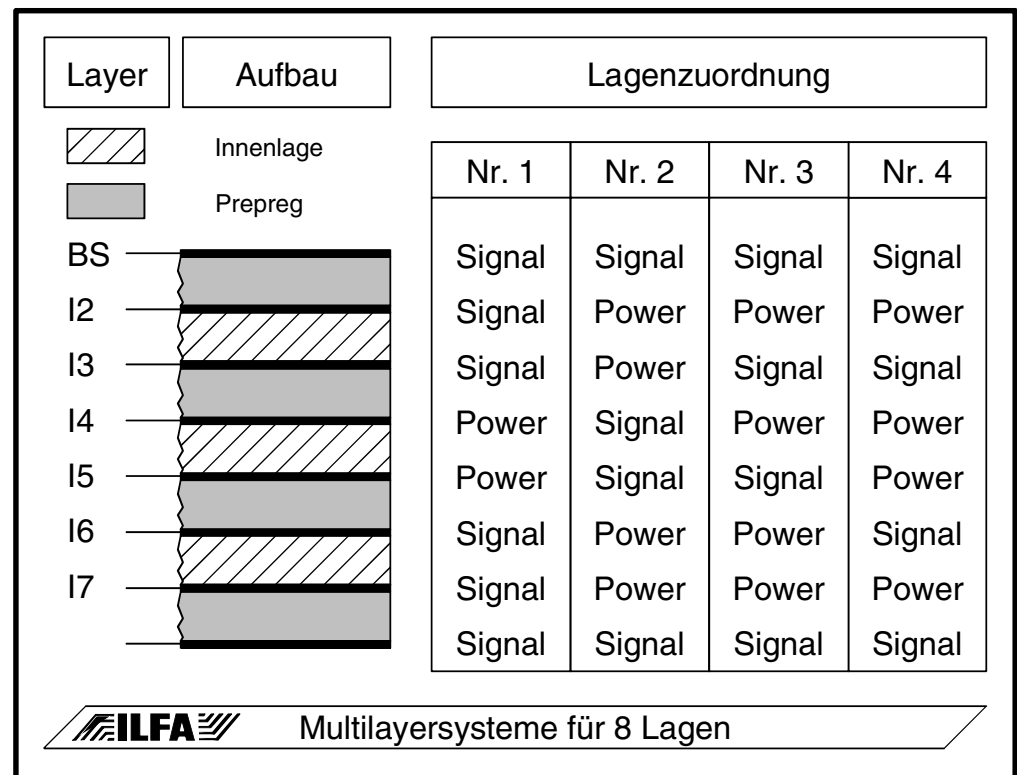 Layer Aufbau Lagenzuordnung
Innenlage
Prepreg
Nr. 1 Nr. 2 Nr. 3 Nr. 4
BS Signal Signal Signal Signal
I2 Signal Power Power Power
I3 Signal Power Signal Signal
I4 Power Signal Power Power
I5 Power Signal Signal Power
I6 Signal Power Power Signal
I7 Signal Power Power Power
Signal Signal Signal Signal
ILFA Multilayersysteme für 8 Lagen